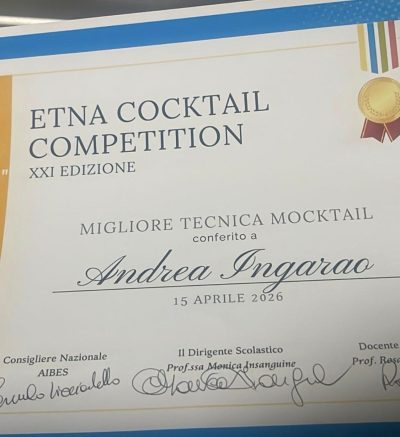 ETNA COCKTAIL
COMPETITION
XXI EDIZIONE
"
MIGLIORE TECNICA MOCKTAIL
conferito a
Andrea Ingarao
15 APRILE 2026
Consigliere Nazionale
AIBES
Il Dirigente Scolastico
Prof.ssa Monica Insanguine
Docente
Prof.